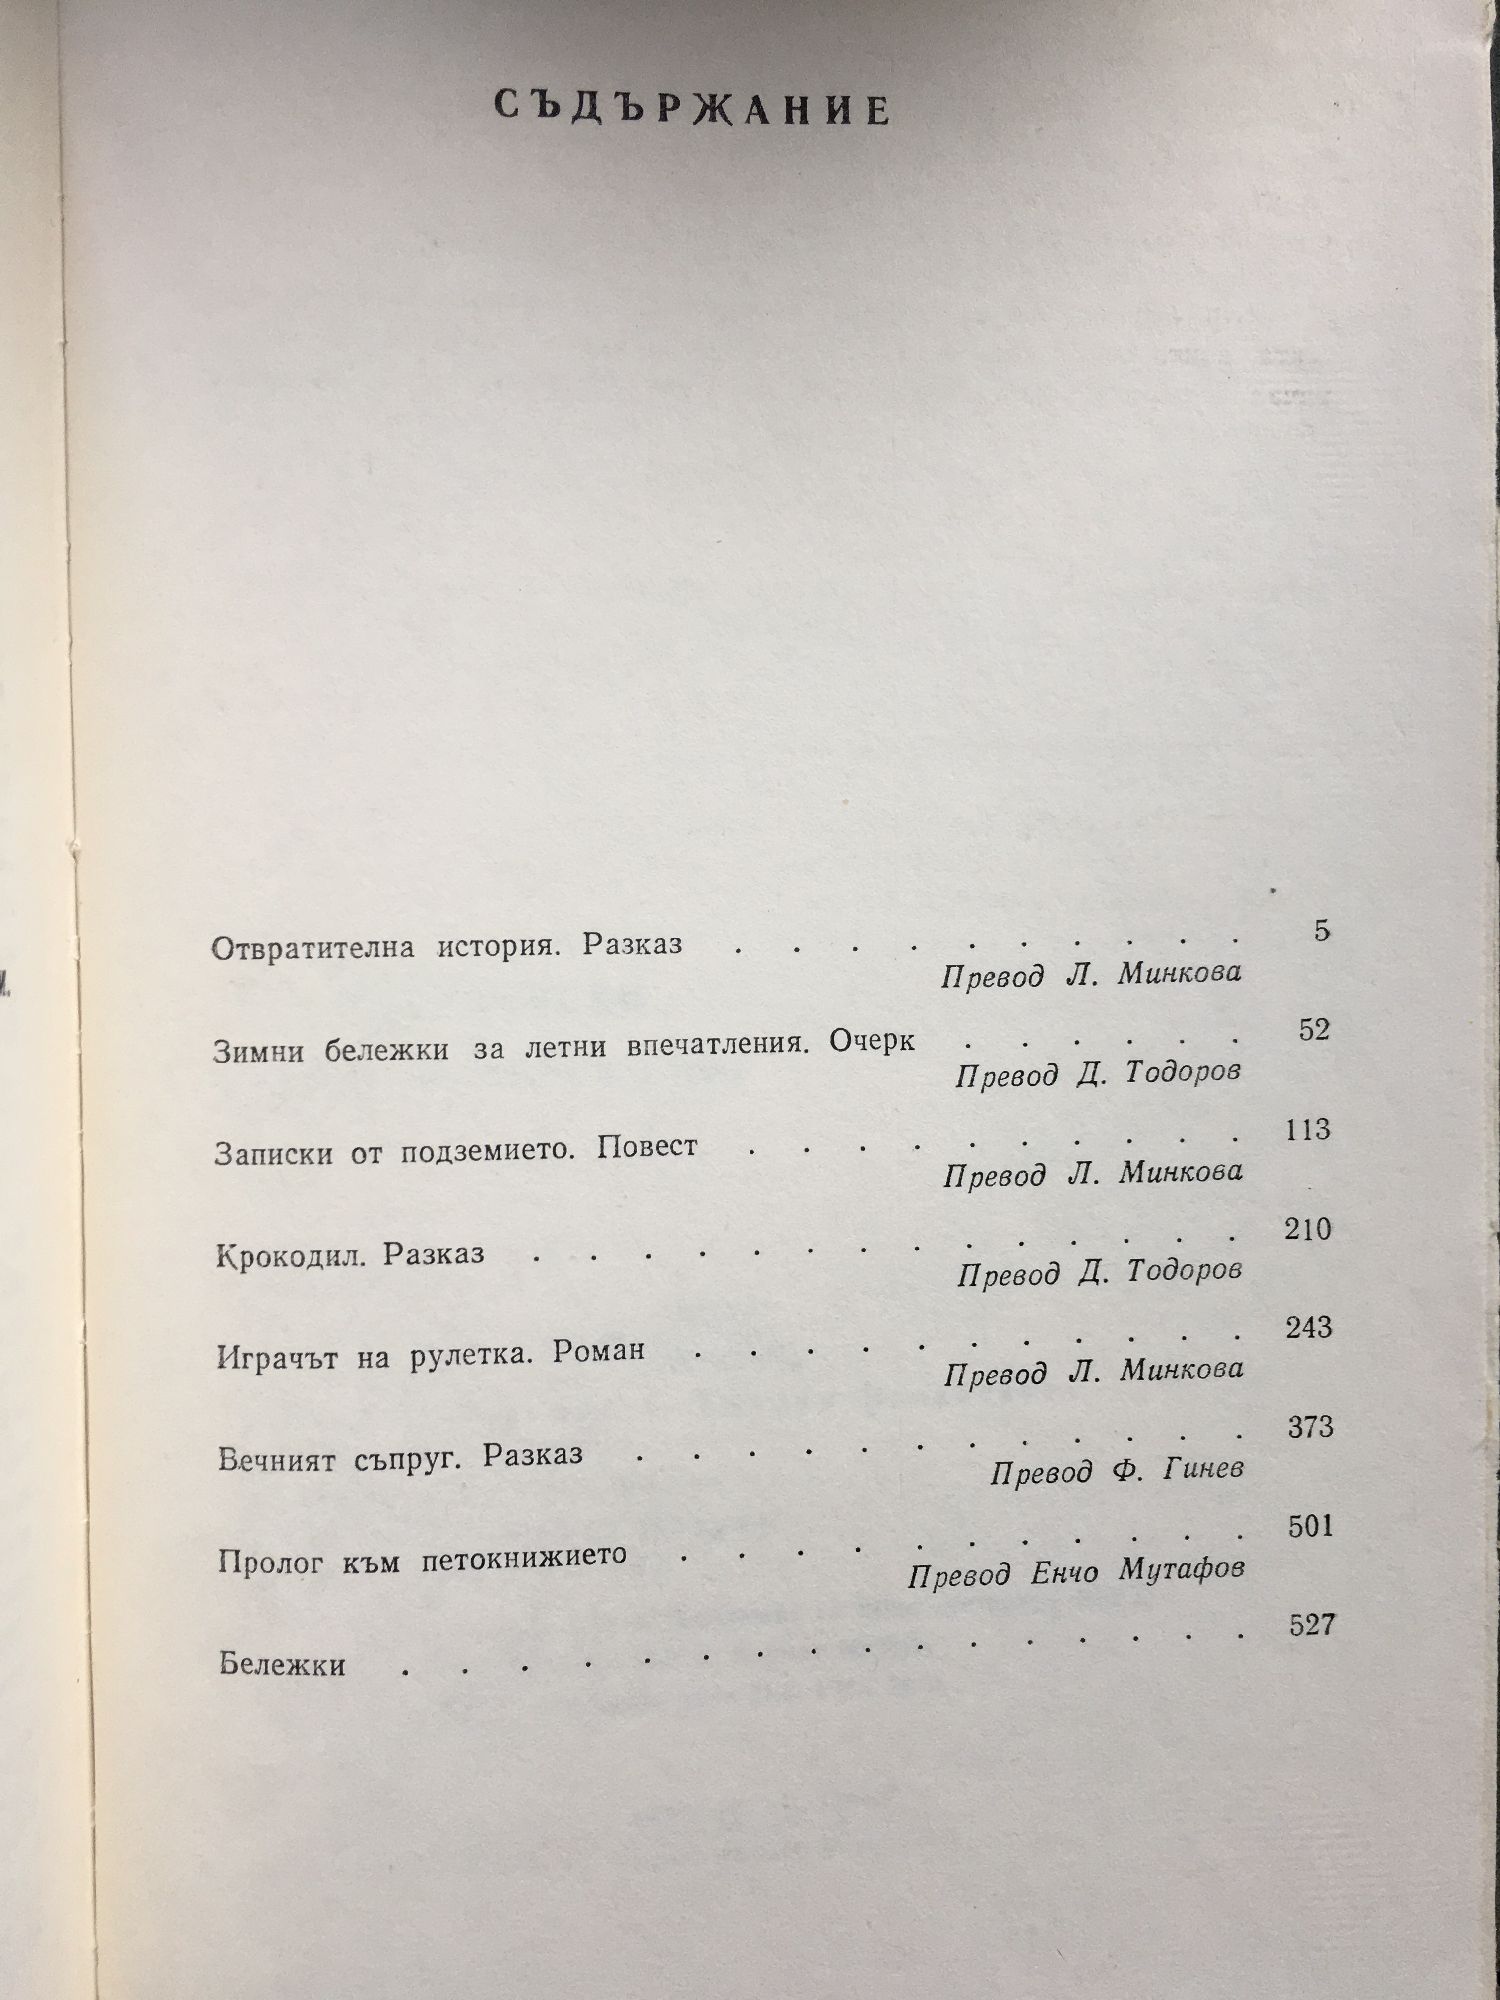 СЪДЪРЖАНИЕ
Отвратителна история. Разказ . . . . . . . . . . 5
Превод Л. Минкова
Зимни бележки за летни впечатления. Очерк . . . . . . 52
Превод Д. Тодоров
Записки от подземието. Повест . . . . . . . . . . 113
Превод Л. Минкова
Крокодил. Разказ . . . . . . . . . . . . . . 210
Превод Д. Тодоров
Играчът на рулетка. Роман . . . . . . . . . . . 243
Превод Л. Минкова
Вечният съпруг. Разказ . . . . . . . . . . . . 373
Превод Ф. Гинев
Пролог към петокнижието . . . . . . . . . . . 501
Превод Енчо Мутафов
Бележки . . . . . . . . . . . . . . . . 527